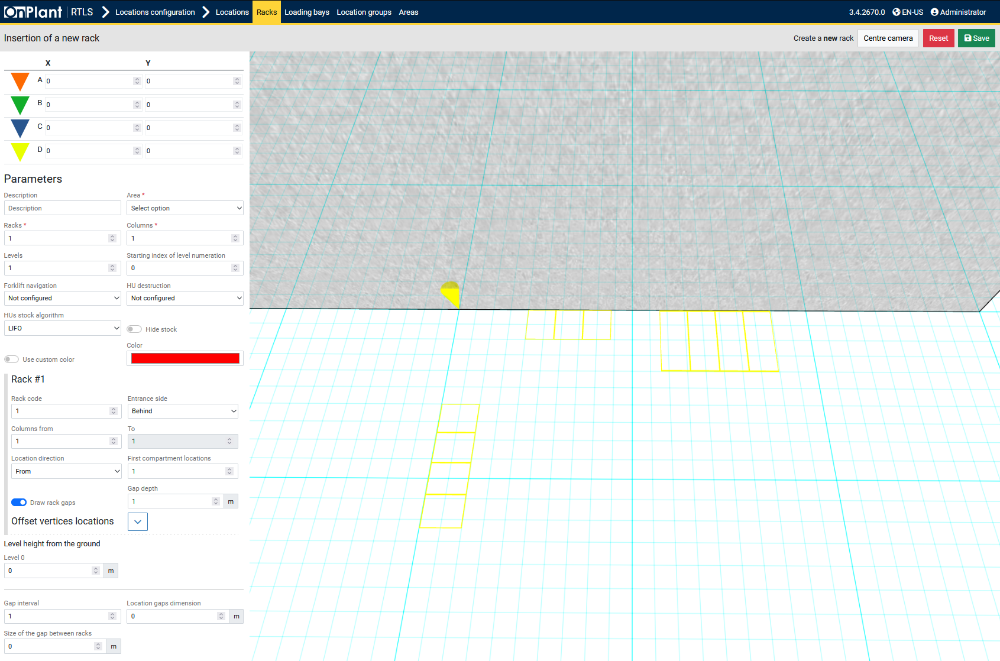 OnPlant | RTLS Locations configuration Locations Racks Loading bays Location groups Areas 3.4.2670.0 EN-US Administrator
Insertion of a new rack Create a new rack Centre camera Reset Save
X Y
A 0 0
B 0 0
C 0 0
D 0 0
Parameters
Description Area *
Description Select option
Racks * Columns *
1 1
Levels Starting index of level numeration
1 0
Forklift navigation HU destruction
Not configured Not configured
HUs stock algorithm
LIFO Hide stock
Color
Use custom color
Rack #1
Rack code Entrance side
1 Behind
Columns from To
1 1
Location direction First compartment locations
From 1
Gap depth
Draw rack gaps 1 m
Offset vertices locations
Level height from the ground
Level 0
0 m
Gap interval Location gaps dimension
1 0 m
Size of the gap between racks
0 m